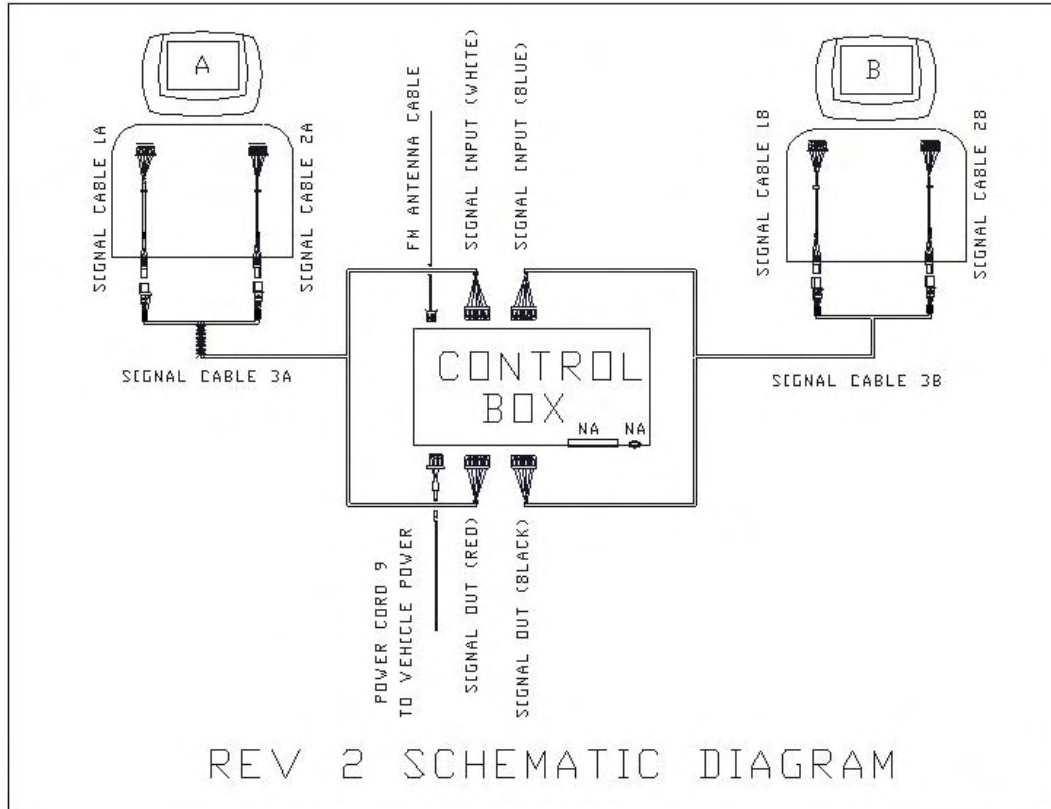 A
B
SIGNAL CABLE 1A
SIGNAL CABLE 2A
FM ANTENNA CABLE
SIGNAL INPUT (WHITE)
SIGNAL INPUT (BLUE)
SIGNAL CABLE 1B
SIGNAL CABLE 2B
SIGNAL CABLE 3A
CONTROL
BOX
NA
NA
SIGNAL CABLE 3B
POWER CORD 9
TO VEHICLE POWER
SIGNAL OUT (RED)
SIGNAL OUT (BLACK)
REV 2 SCHEMATIC DIAGRAM